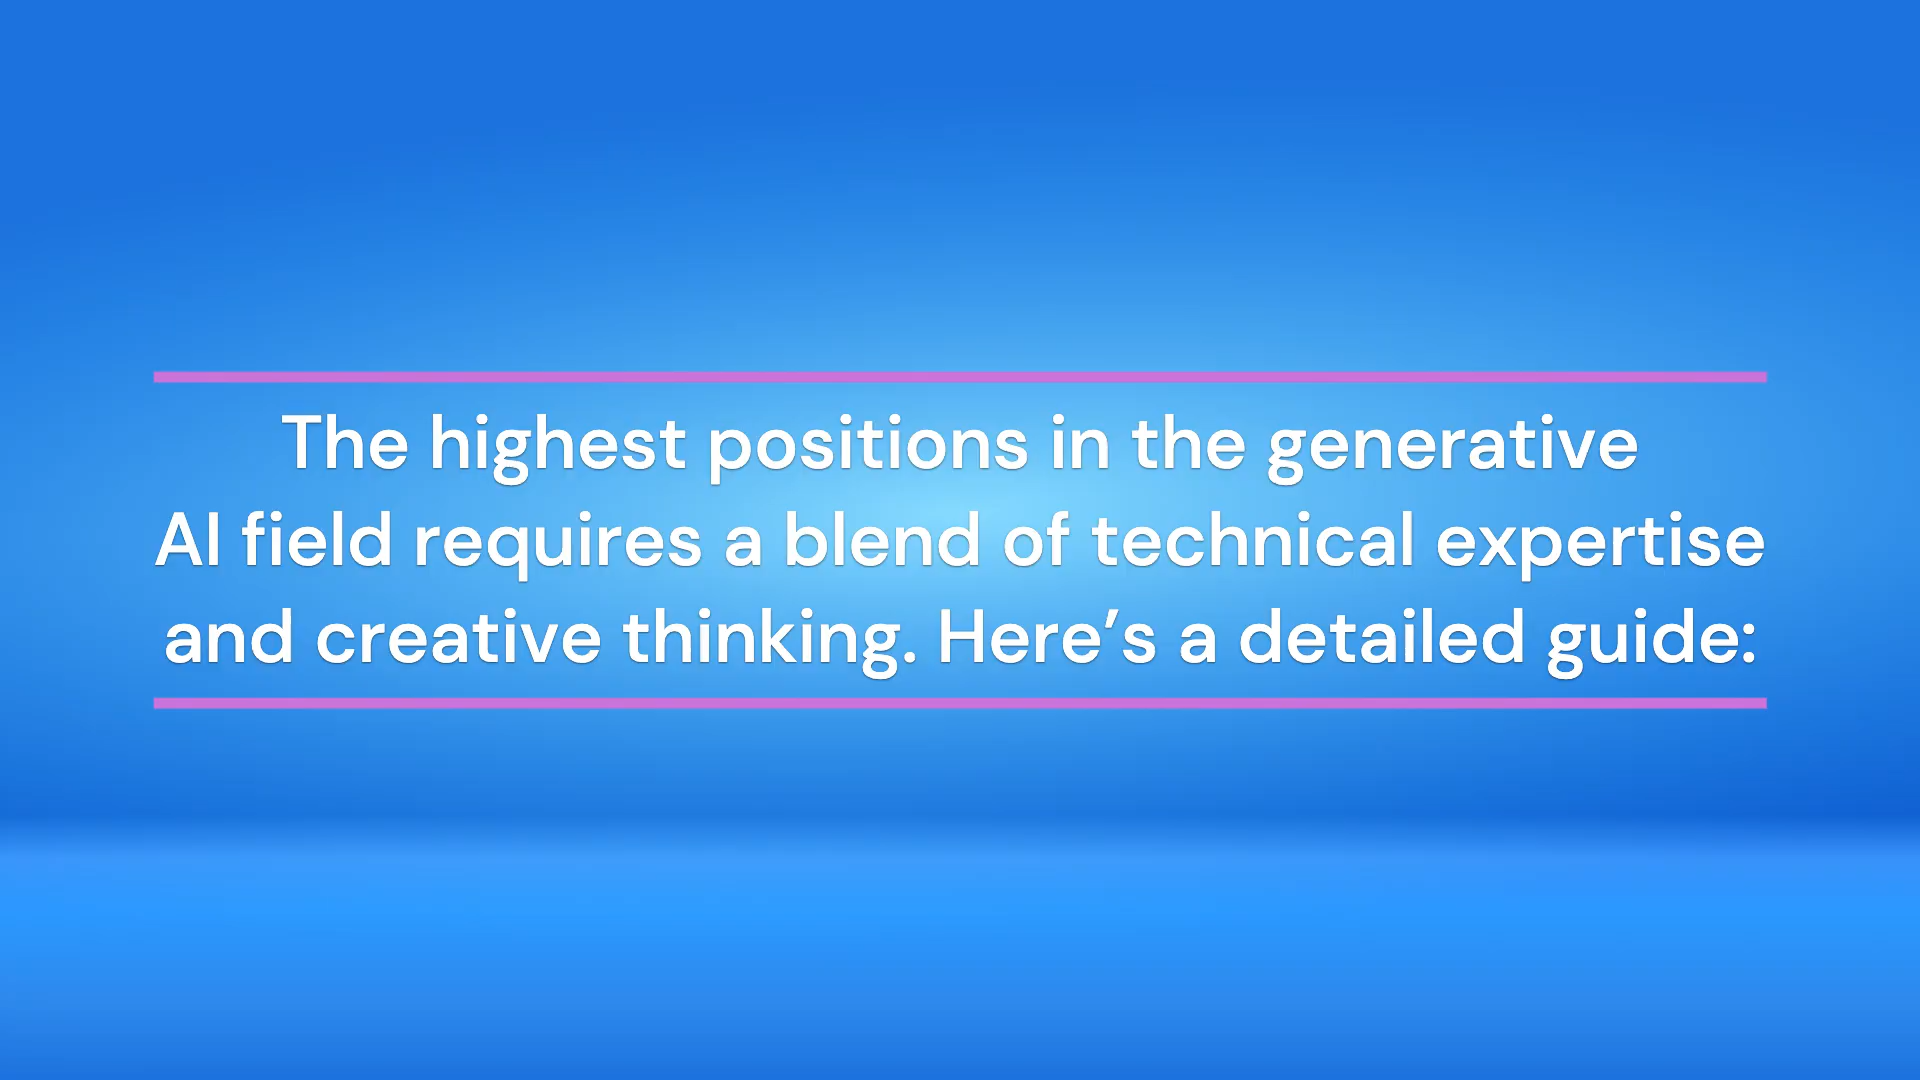 The highest positions in the generative
AI field requires a blend of technical expertise
and creative thinking. Here’s a detailed guide: